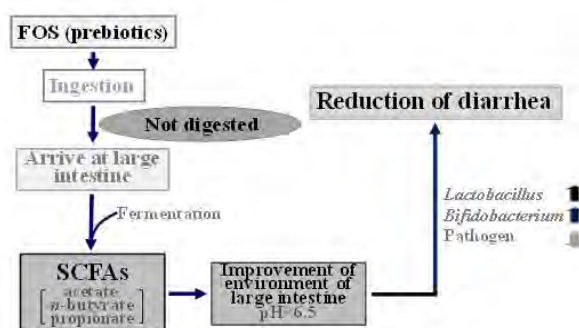 FOS (prebiotics)
Ingestion
Not digested
Arrive at large
intestine
Fermentation
SCFAs
acetate
n-butyrate
propionate
Improvement of
environment of
large intestine
pH=6.5
Reduction of diarrhea
Lactobacillus
Bifidobacterium
Pathogen